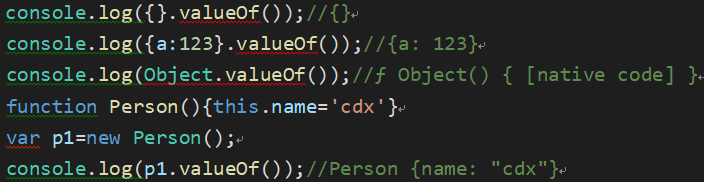 console.log({}.valueOf());//{}↵
console.log({a:123}.valueOf());//{a: 123}↵
console.log(Object.valueOf());//ƒ Object() { [native code] }↵
function Person(){this.name='cdx'}↵
var p1=new Person();↵
console.log(p1.valueOf());//Person {name: "cdx"}↵